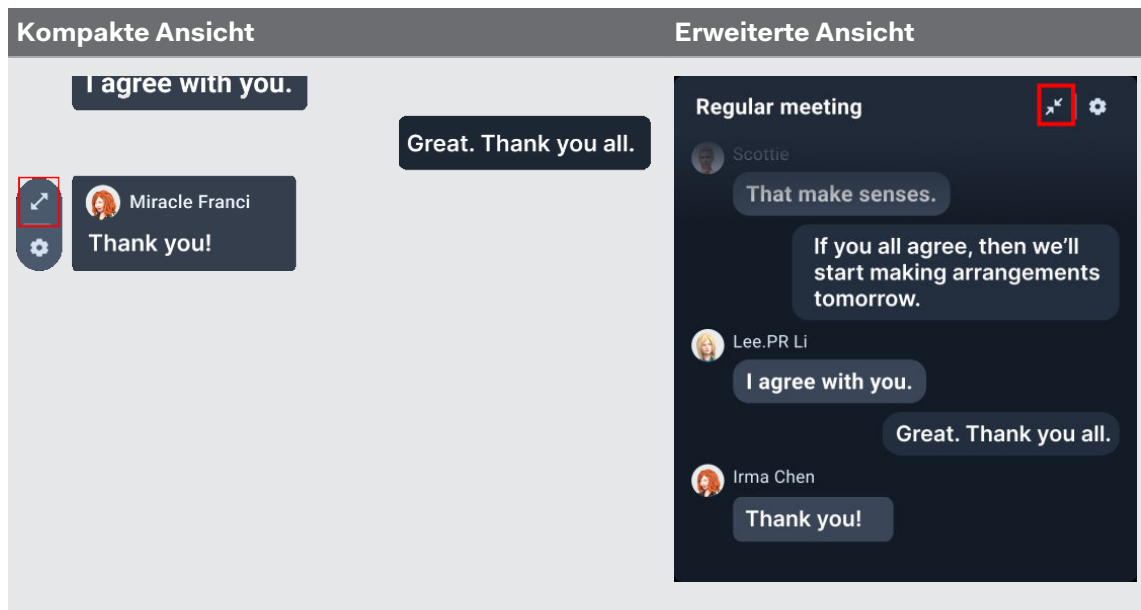 Kompakte Ansicht
Erweiterte Ansicht
I agree with you.
Great. Thank you all.
Miracle Franci
Thank you!
Regular meeting
Scottie
That make senses.
If you all agree, then we'll
start making arrangements
tomorrow.
Lee.PR Li
I agree with you.
Great. Thank you all.
Irma Chen
Thank you!